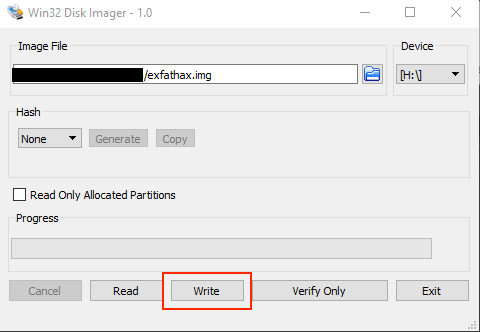 Win32 Disk Imager - 1.0
Image File
Device
/exfathax.img
[H:\]
Hash
None
Generate
Copy
Read Only Allocated Partitions
Progress
Cancel
Read
Write
Verify Only
Exit